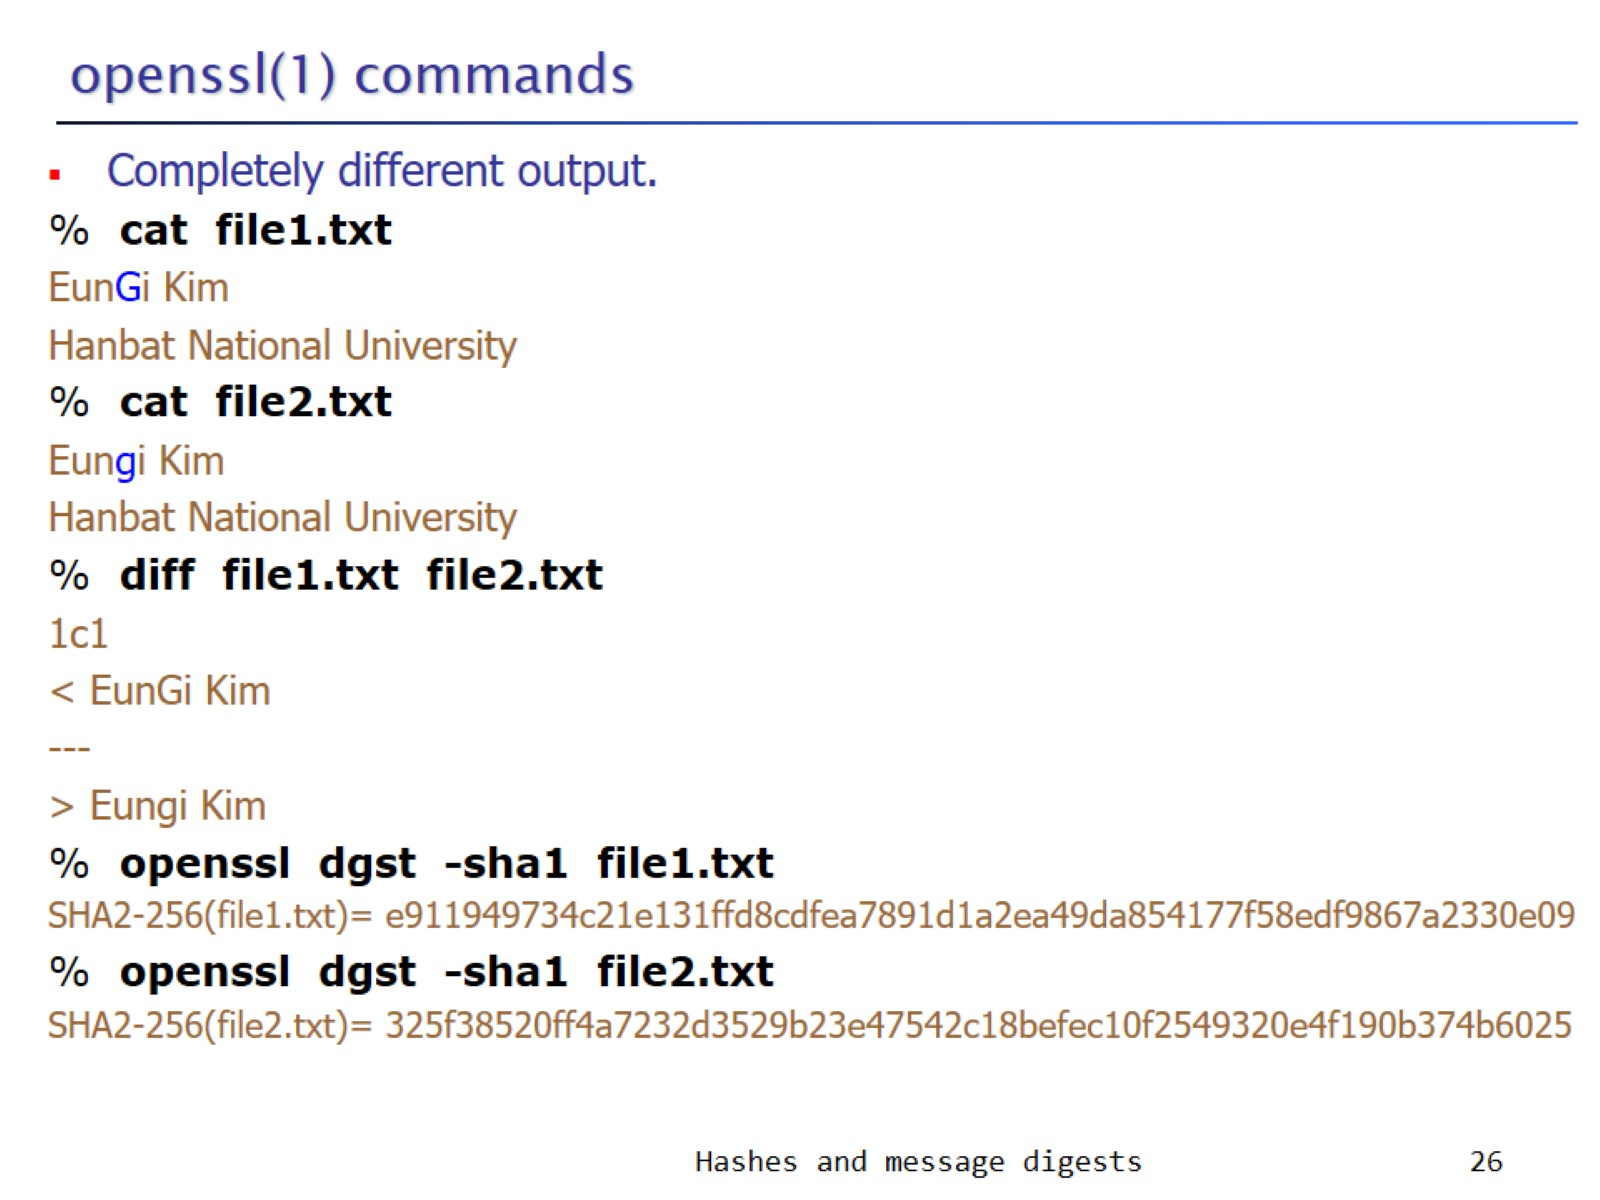 openssl(1) commands
▪ Completely different output.
% cat file1.txt
EunGi Kim
Hanbat National University
% cat file2.txt
Eungi Kim
Hanbat National University
% diff file1.txt file2.txt
1c1
< EunGi Kim
---
> Eungi Kim
% openssl dgst -sha1 file1.txt
SHA2-256(file1.txt)= e911949734c21e131ffd8cdfea7891d1a2ea49da854177f58edf9867a2330e09
% openssl dgst -sha1 file2.txt
SHA2-256(file2.txt)= 325f38520ff4a7232d3529b23e47542c18befec10f2549320e4f190b374b6025
Hashes and message digests 26